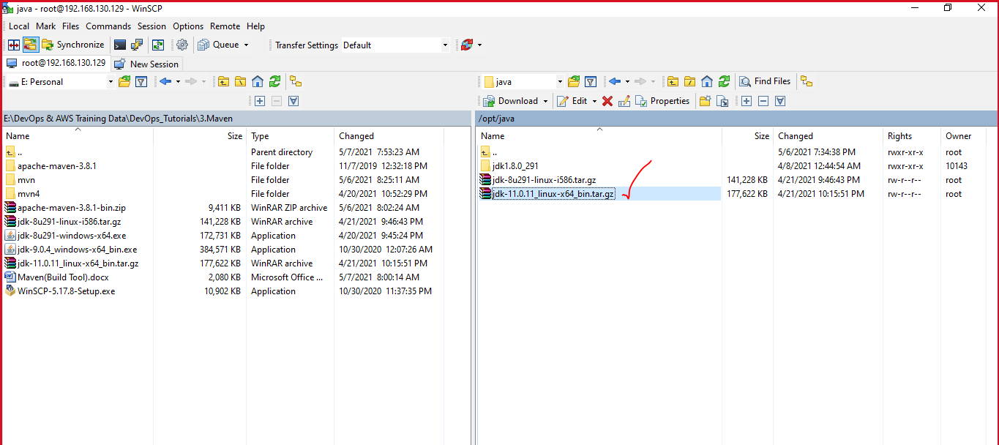 java - root@192.168.130.129 - WinSCP
Local Mark Files Commands Session Options Remote Help
Synchronize Queue Transfer Settings Default
root@192.168.130.129 New Session
E: Personal
java Find Files
Download Edit Properties
E:\DevOps & AWS Training Data\DevOps_Tutorials\3.Maven
Name Size Type Changed
.. Parent directory 5/7/2021 7:53:23 AM
apache-maven-3.8.1 File folder 11/7/2019 12:32:18 PM
mvn File folder 5/6/2021 8:25:11 AM
mvn4 File folder 4/20/2021 10:52:29 PM
apache-maven-3.8.1-bin.zip 9,411 KB WinRAR ZIP archive 5/6/2021 8:02:24 AM
jdk-8u291-linux-i586.tar.gz 141,228 KB WinRAR archive 4/21/2021 9:46:43 PM
jdk-8u291-windows-x64.exe 172,731 KB Application 4/20/2021 9:45:24 PM
jdk-9.0.4_windows-x64_bin.exe 384,571 KB Application 10/30/2020 12:07:26 AM
jdk-11.0.11_linux-x64_bin.tar.gz 177,622 KB WinRAR archive 4/21/2021 10:15:51 PM
Maven(Build Tool).docx 2,080 KB Microsoft Office ... 5/7/2021 8:00:14 AM
WinSCP-5.17.8-Setup.exe 10,902 KB Application 10/30/2020 11:37:35 PM
/opt/java
Name Size Changed Rights Owner
.. 5/6/2021 7:34:38 PM rwxr-xr-x root
jdk1.8.0_291 4/8/2021 12:44:54 AM rwxr-xr-x 10143
jdk-8u291-linux-i586.tar.gz 141,228 KB 4/21/2021 9:46:43 PM rw-r--r-- root
jdk-11.0.11_linux-x64_bin.tar.gz 177,622 KB 4/21/2021 10:15:51 PM rw-r--r-- root